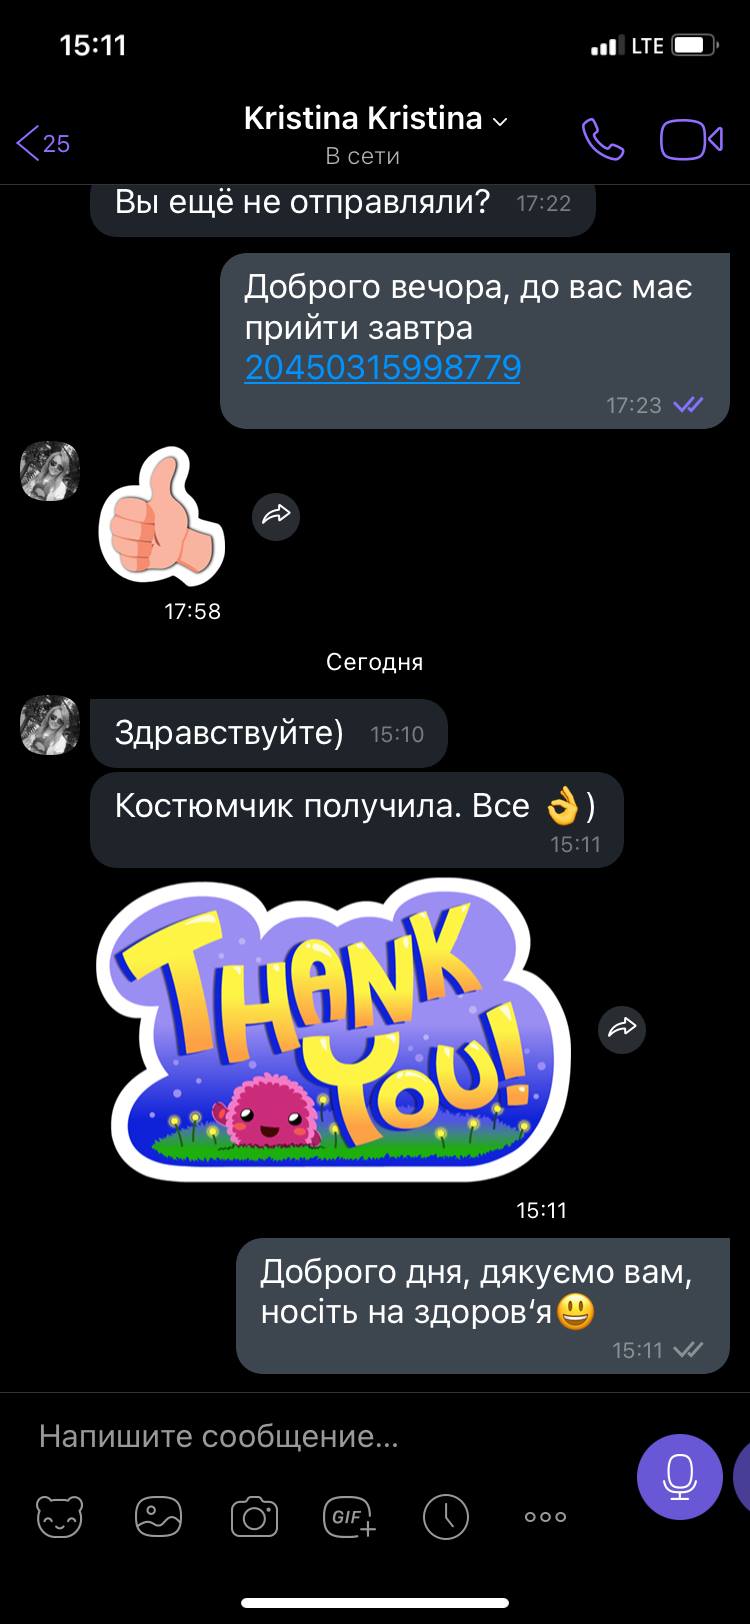 15:11
LTE
Kristina Kristina
25
В сети
Вы ещё не отправляли? 17:22
Доброго вечора, до вас має
прийти завтра
20450315998779
17:23
17:58
Сегодня
Здравствуйте) 15:10
Костюмчик получила. Все 👌)
15:11
THANK
YOU!
15:11
Доброго дня, дякуємо вам,
носіть на здоров‘я😃
15:11
Напишите сообщение...
GIF